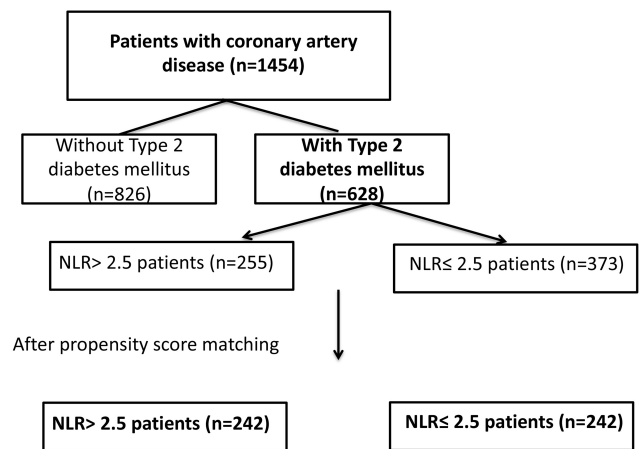 Patients with coronary artery
disease (n=1454)
Without Type 2
diabetes mellitus
(n=826)
With Type 2
diabetes mellitus
(n=628)
NLR> 2.5 patients (n=255)
NLR≤ 2.5 patients (n=373)
After propensity score matching
NLR> 2.5 patients (n=242)
NLR≤ 2.5 patients (n=242)